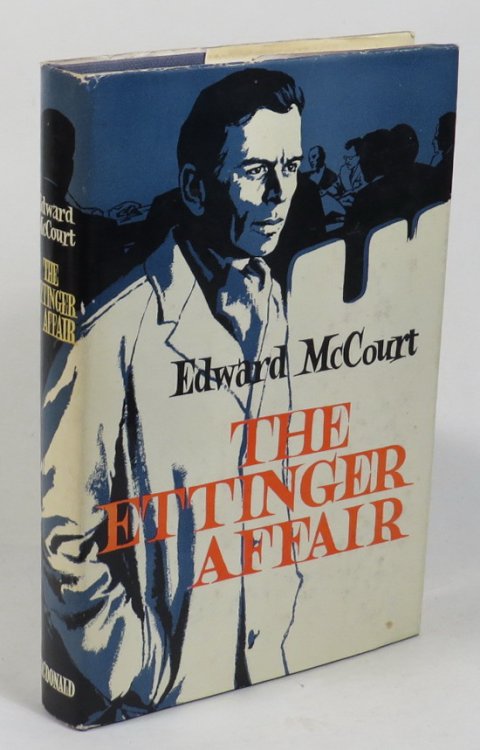 Edward McCourt
THE
ETTINGER
AFFAIR
Edward
McCourt
THE
ETTINGER
AFFAIR
MACDONALD